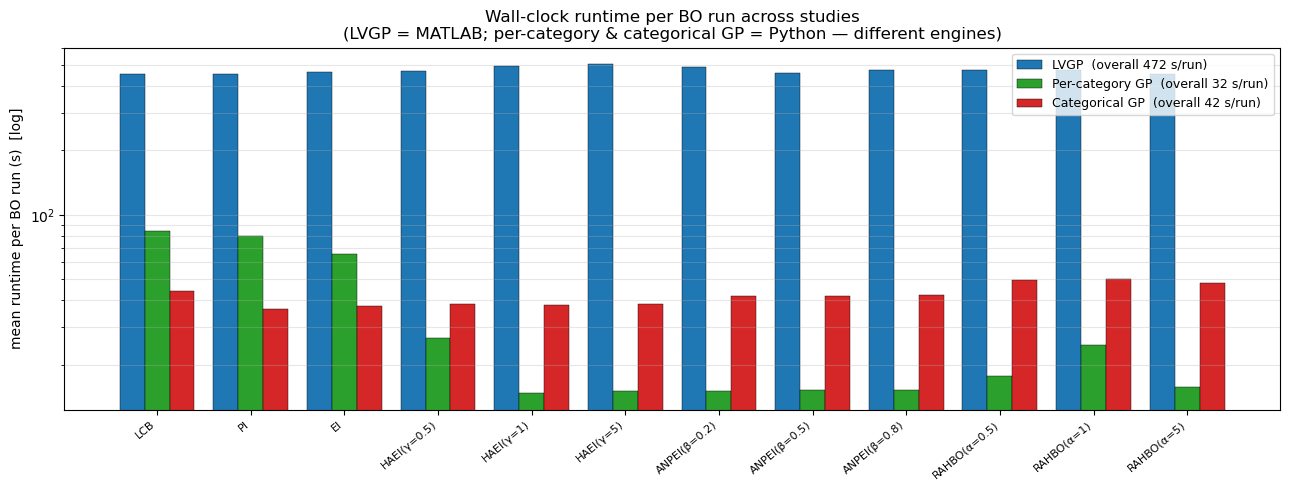 Wall-clock runtime per BO run across studies
(LVGP = MATLAB; per-category & categorical GP = Python — different engines)
mean runtime per BO run (s)  [log]
10²
LVGP  (overall 472 s/run)
Per-category GP  (overall 32 s/run)
Categorical GP  (overall 42 s/run)
LCB
PI
EI
HAEI(γ=0.5)
HAEI(γ=1)
HAEI(γ=5)
ANPEI(β=0.2)
ANPEI(β=0.5)
ANPEI(β=0.8)
RAHBO(α=0.5)
RAHBO(α=1)
RAHBO(α=5)